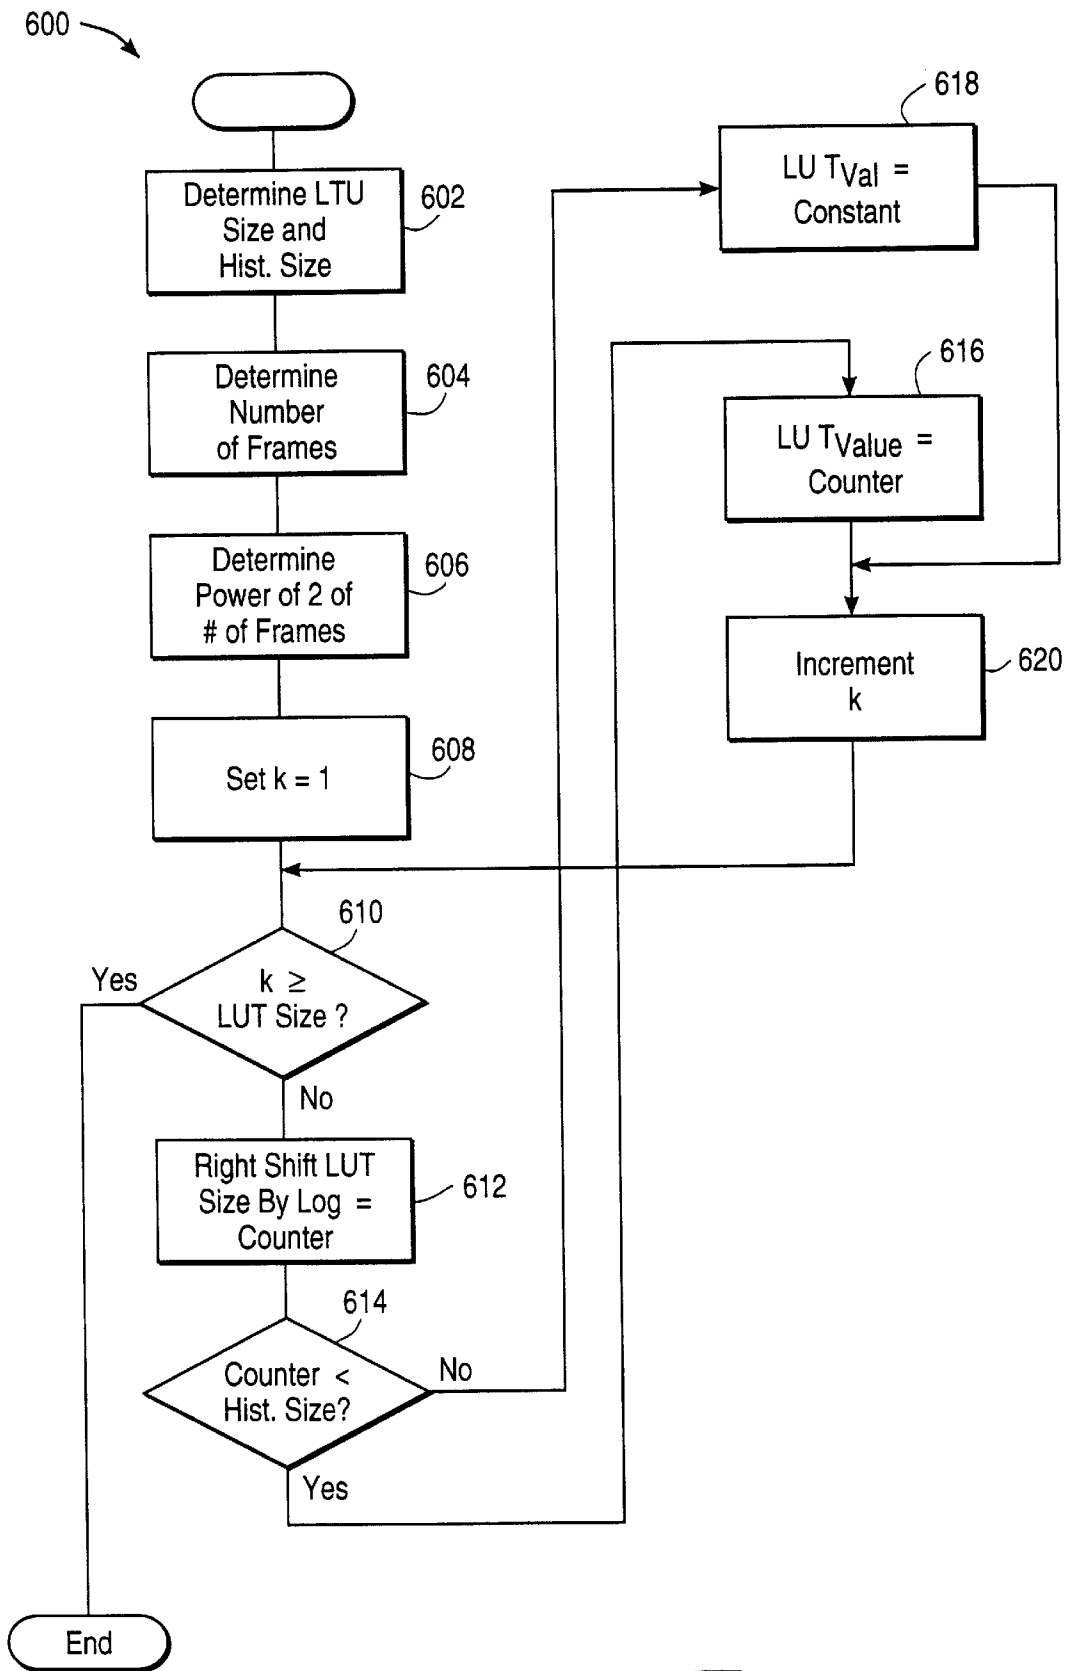 600
Determine LTU
Size and
Hist. Size
602
Determine
Number
of Frames
604
Determine
Power of 2 of
# of Frames
606
Set k = 1
608
610
k ≥
LUT Size ?
Yes
No
Right Shift LUT
Size By Log =
Counter
612
614
Counter <
Hist. Size?
No
Yes
End
618
LU TVal =
Constant
616
LU TValue =
Counter
Increment
k
620